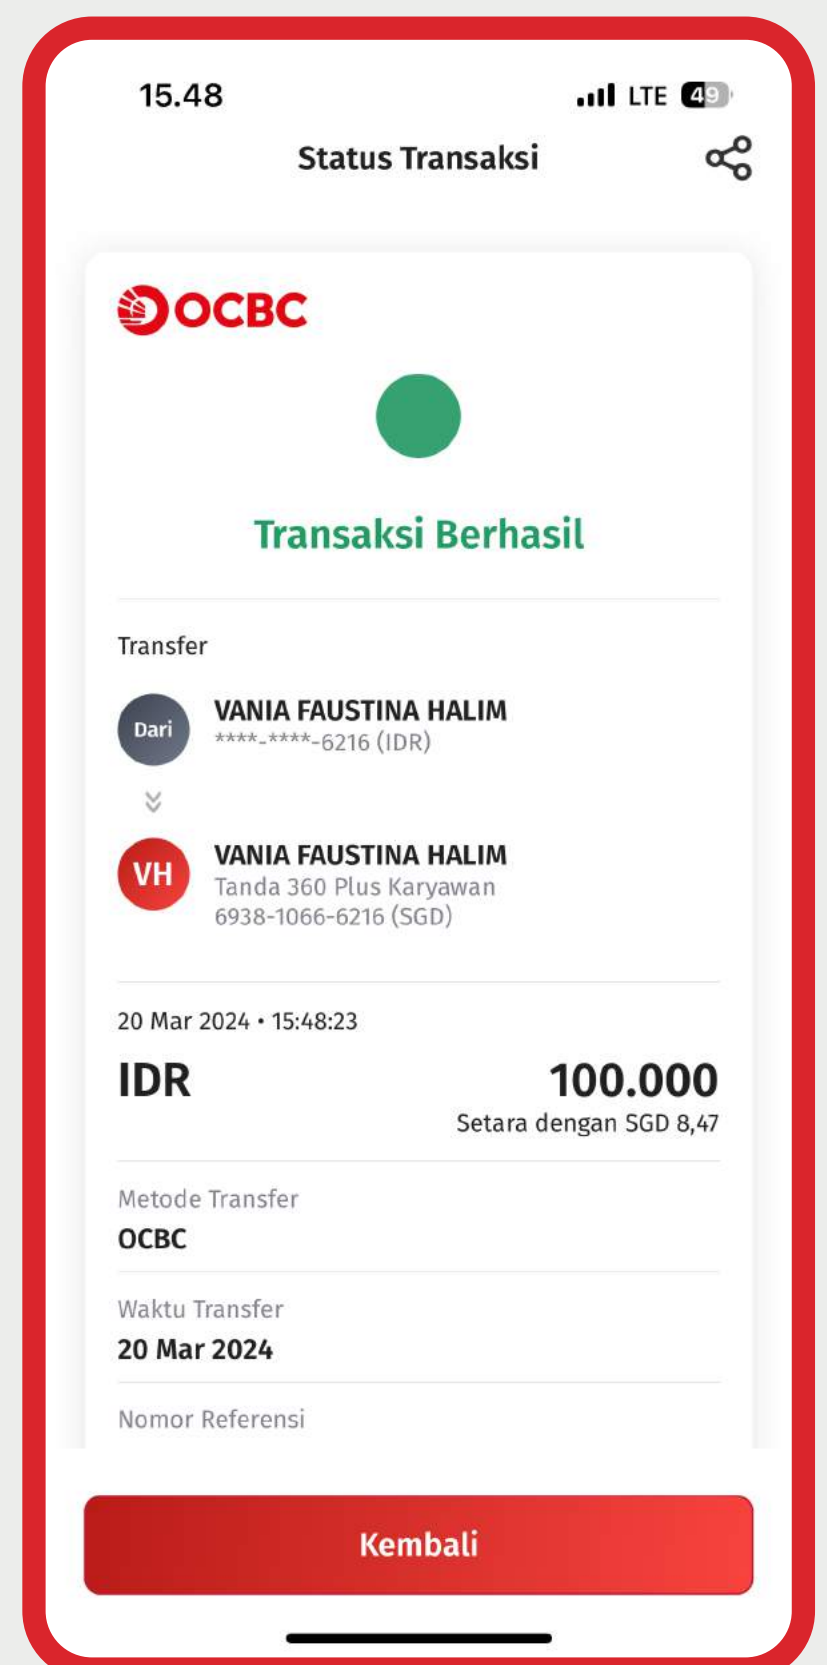 15.48
LTE 49
Status Transaksi
OCBC
Transaksi Berhasil
Transfer
Dari
VANIA FAUSTINA HALIM
****-****-6216 (IDR)
VH
VANIA FAUSTINA HALIM
Tanda 360 Plus Karyawan
6938-1066-6216 (SGD)
20 Mar 2024 • 15:48:23
IDR 100.000
Setara dengan SGD 8,47
Metode Transfer
OCBC
Waktu Transfer
20 Mar 2024
Nomor Referensi
Kembali